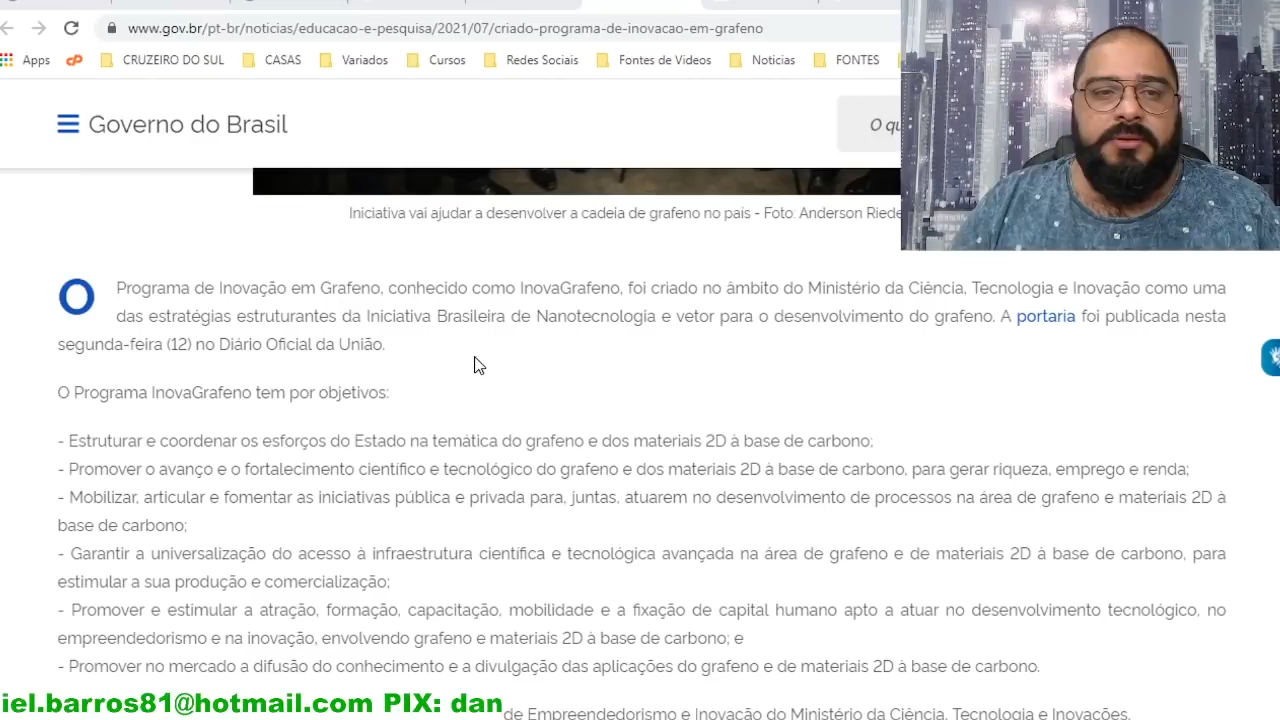 www.gov.br/pt-br/noticias/educacao-e-pesquisa/2021/07/criado-programa-de-inovacao-em-grafeno
Apps CRUZEIRO DO SUL CASAS Variados Cursos Redes Sociais Fontes de Videos Noticias FONTES
Governo do Brasil
O qu
Iniciativa vai ajudar a desenvolver a cadeia de grafeno no país - Foto: Anderson Riede
O Programa de Inovação em Grafeno, conhecido como InovaGrafeno, foi criado no âmbito do Ministério da Ciência, Tecnologia e Inovação como uma
das estratégias estruturantes da Iniciativa Brasileira de Nanotecnologia e vetor para o desenvolvimento do grafeno. A portaria foi publicada nesta
segunda-feira (12) no Diário Oficial da União.
O Programa InovaGrafeno tem por objetivos:
- Estruturar e coordenar os esforços do Estado na temática do grafeno e dos materiais 2D à base de carbono;
- Promover o avanço e o fortalecimento científico e tecnológico do grafeno e dos materiais 2D à base de carbono, para gerar riqueza, emprego e renda;
- Mobilizar, articular e fomentar as iniciativas pública e privada para, juntas, atuarem no desenvolvimento de processos na área de grafeno e materiais 2D à
base de carbono;
- Garantir a universalização do acesso à infraestrutura científica e tecnológica avançada na área de grafeno e de materiais 2D à base de carbono, para
estimular a sua produção e comercialização;
- Promover e estimular a atração, formação, capacitação, mobilidade e a fixação de capital humano apto a atuar no desenvolvimento tecnológico, no
empreendedorismo e na inovação, envolvendo grafeno e materiais 2D à base de carbono; e
- Promover no mercado a difusão do conhecimento e a divulgação das aplicações do grafeno e de materiais 2D à base de carbono.
iel.barros81@hotmail.com PIX: dan
de Empreendedorismo e Inovação do Ministério da Ciência, Tecnologia e Inovações.